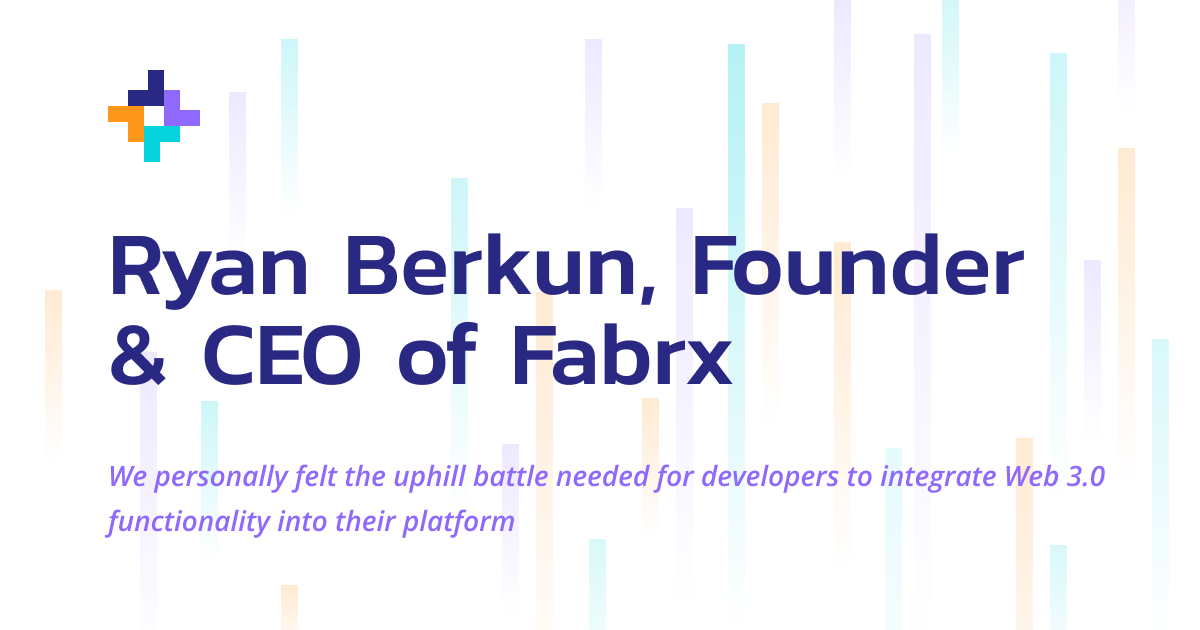 Ryan Berkun, Founder
& CEO of Fabrx
We personally felt the uphill battle needed for developers to integrate Web 3.0
functionality into their platform